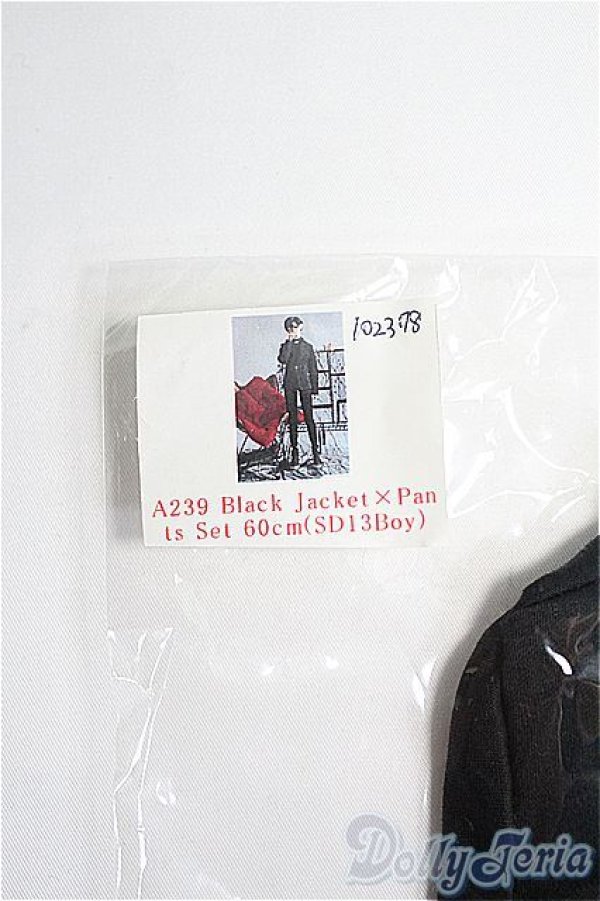 102378
A239 Black Jacket×Pan
ts Set 60cm(SD13Boy)
DollyTeria